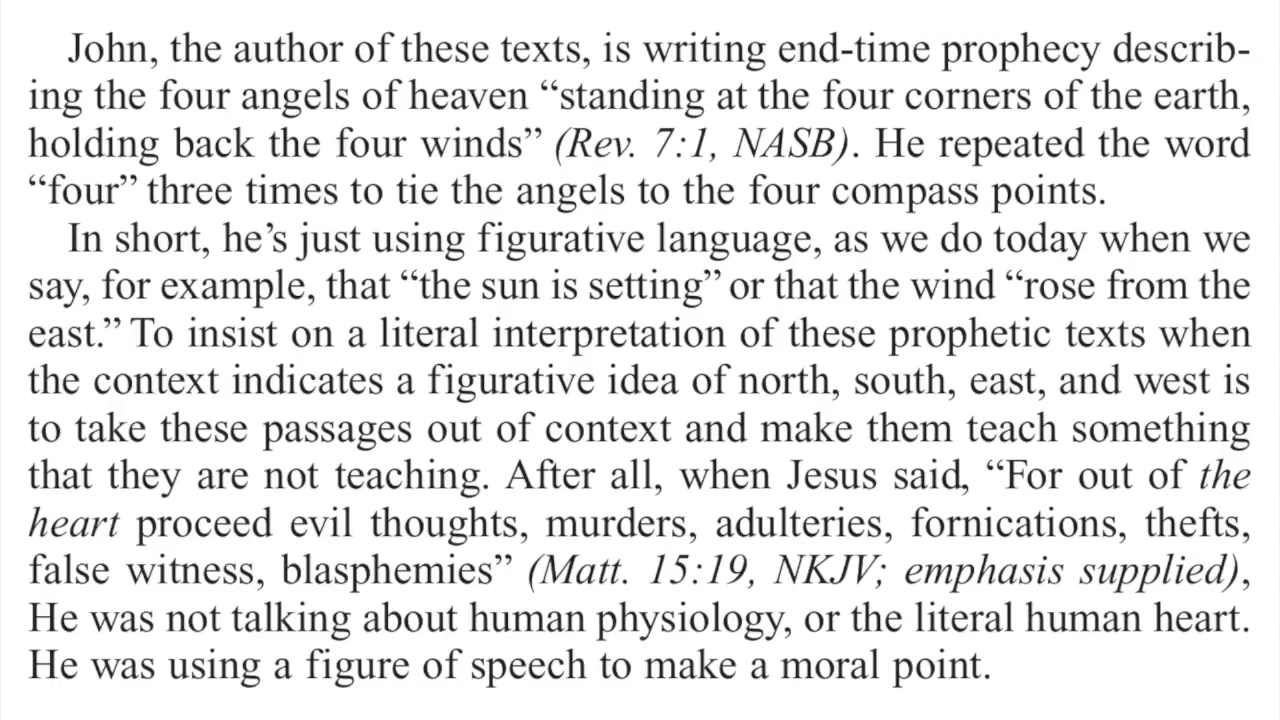 John, the author of these texts, is writing end-time prophecy describ-
ing the four angels of heaven “standing at the four corners of the earth,
holding back the four winds” (Rev. 7:1, NASB). He repeated the word
“four” three times to tie the angels to the four compass points.
In short, he’s just using figurative language, as we do today when we
say, for example, that “the sun is setting” or that the wind “rose from the
east.” To insist on a literal interpretation of these prophetic texts when
the context indicates a figurative idea of north, south, east, and west is
to take these passages out of context and make them teach something
that they are not teaching. After all, when Jesus said, “For out of the
heart proceed evil thoughts, murders, adulteries, fornications, thefts,
false witness, blasphemies” (Matt. 15:19, NKJV; emphasis supplied),
He was not talking about human physiology, or the literal human heart.
He was using a figure of speech to make a moral point.